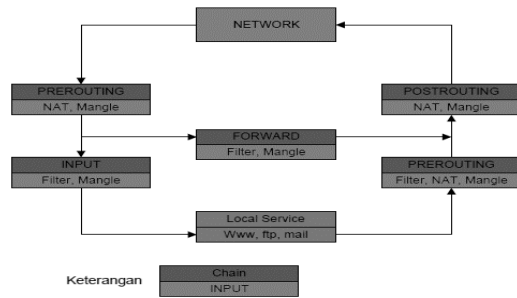 NETWORK
PREROUTING
NAT, Mangle
POSTROUTING
NAT, Mangle
FORWARD
Filter, Mangle
INPUT
Filter, Mangle
PREROUTING
Filter, NAT, Mangle
Local Service
Www, ftp, mail
Keterangan
Chain
INPUT